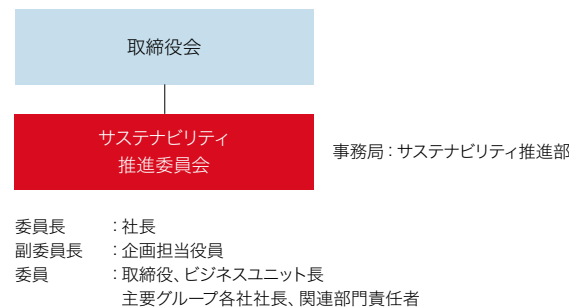 取締役会
サステナビリティ
推進委員会
事務局：サステナビリティ推進部
委員長　：社長
副委員長　：企画担当役員
委員　：取締役、ビジネスユニット長
主要グループ各社社長、関連部門責任者